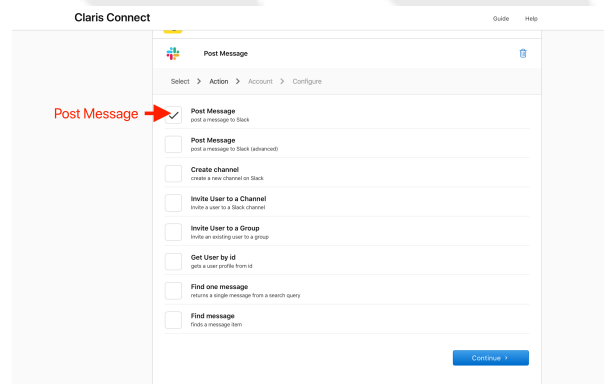 Claris Connect
Guide Help
Post Message
Select > Action > Account > Configure
Post Message
Post Message
post a message to Slack
Post Message
post a message to Slack (advanced)
Create channel
create a new channel on Slack
Invite User to a Channel
Invite a user to a Slack channel
Invite User to a Group
Invite an existing user to a group
Get User by id
gets a user profile from id
Find one message
returns a single message from a search query
Find message
finds a message item
Continue >